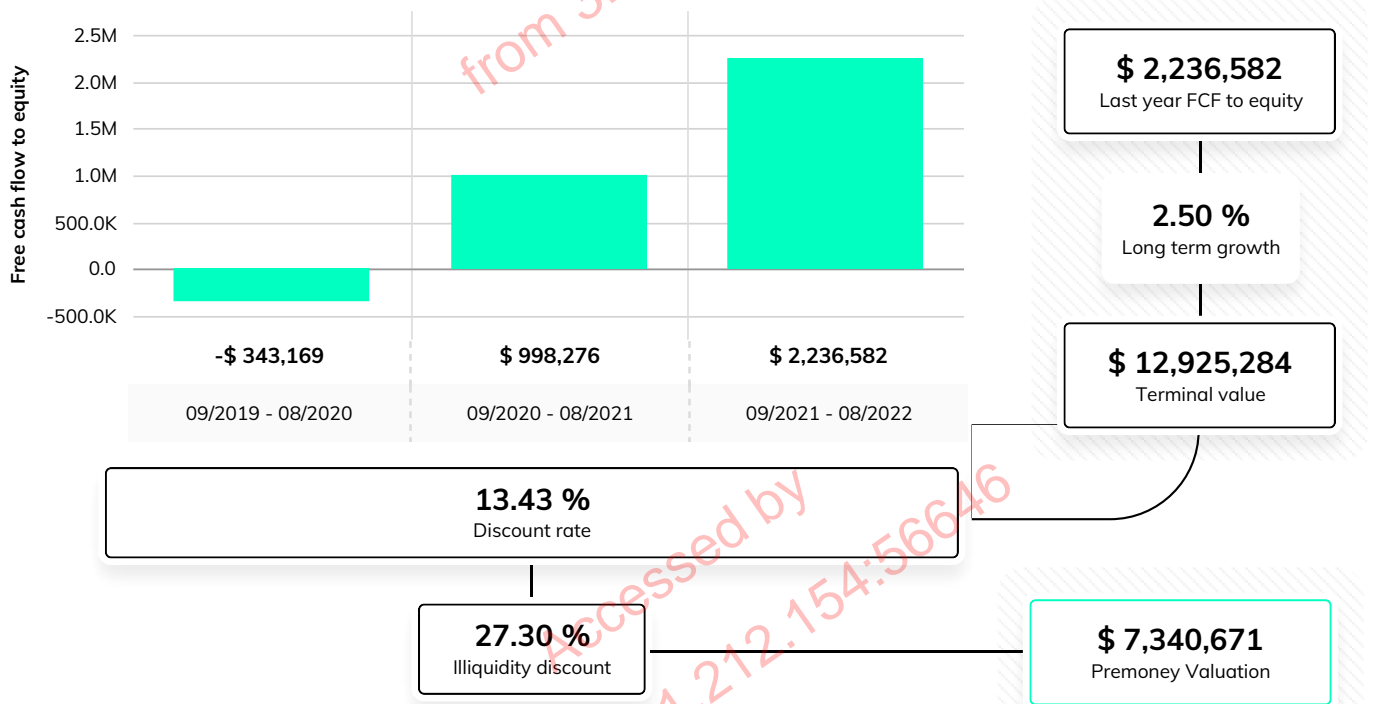 Free cash flow to equity
2.5M
2.0M
1.5M
1.0M
500.0K
0.0
-500.0K
-$ 343,169
$ 998,276
$ 2,236,582
09/2019 - 08/2020
09/2020 - 08/2021
09/2021 - 08/2022
$ 2,236,582
Last year FCF to equity
2.50 %
Long term growth
$ 12,925,284
Terminal value
13.43 %
Discount rate
27.30 %
Illiquidity discount
$ 7,340,671
Premoney Valuation
from
Accessed by
.212.154:56646